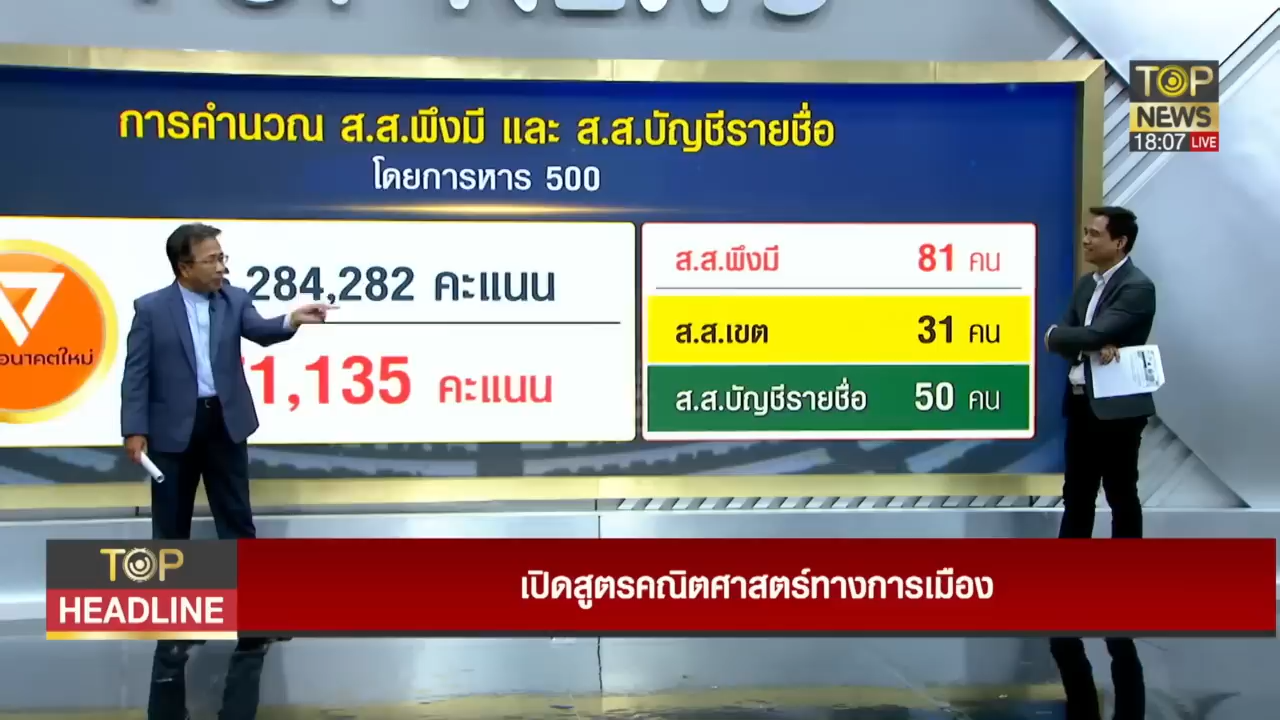 TOP NEWS
TOP
NEWS
18:07 LIVE
การคำนวณ ส.ส.พึงมี และ ส.ส.บัญชีรายชื่อ
โดยการหาร 500
284,282 คะแนน
1,135 คะแนน
อนาคตใหม่
ส.ส.พึงมี 81 คน
ส.ส.เขต 31 คน
ส.ส.บัญชีรายชื่อ 50 คน
TOP
HEADLINE
เปิดสูตรคณิตศาสตร์ทางการเมือง